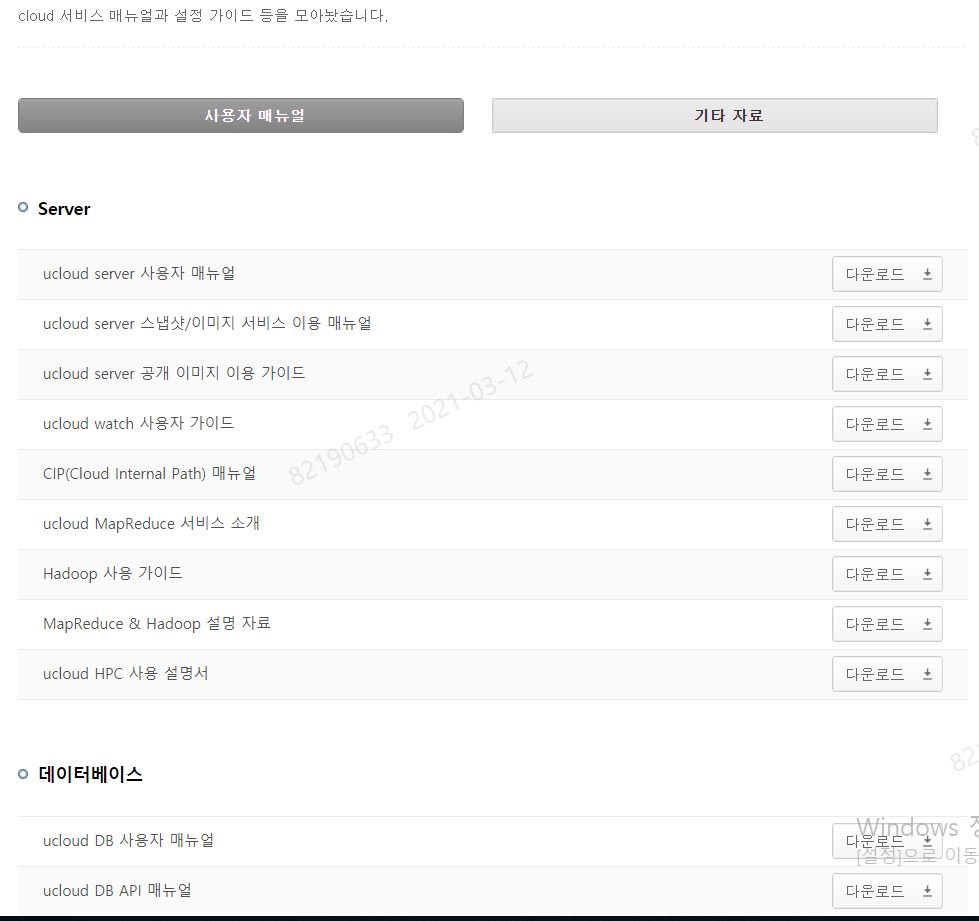 cloud 서비스 매뉴얼과 설정 가이드 등을 모아놨습니다.
사용자 매뉴얼
기타 자료
Server
ucloud server 사용자 매뉴얼 다운로드
ucloud server 스냅샷/이미지 서비스 이용 매뉴얼 다운로드
ucloud server 공개 이미지 이용 가이드 다운로드
ucloud watch 사용자 가이드 다운로드
82190633 2021-03-12
CIP(Cloud Internal Path) 매뉴얼 다운로드
ucloud MapReduce 서비스 소개 다운로드
Hadoop 사용 가이드 다운로드
MapReduce & Hadoop 설명 자료 다운로드
ucloud HPC 사용 설명서 다운로드
데이터베이스
ucloud DB 사용자 매뉴얼 다운로드
Windows
[설정]으로 이동
ucloud DB API 매뉴얼 다운로드